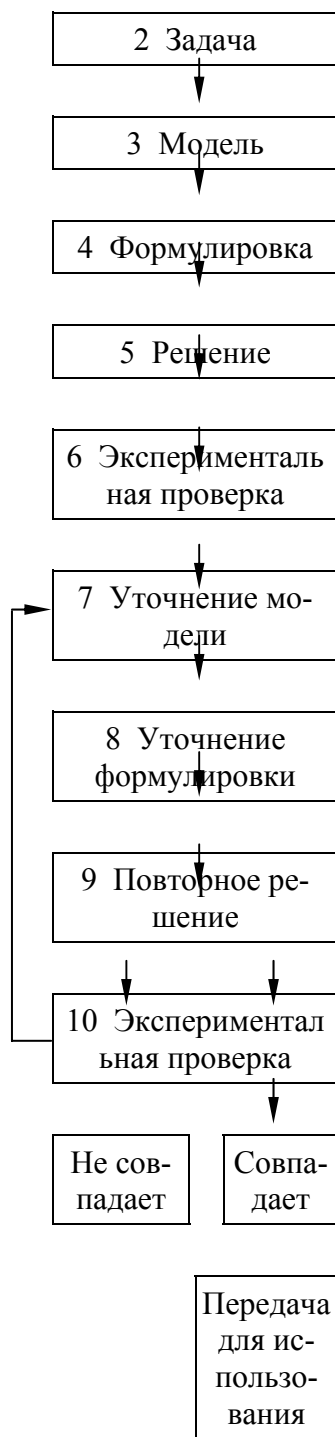 2 Задача
3 Модель
4 Формулировка
5 Решение
6 Эксперименталь
ная проверка
7 Уточнение мо-
дели
8 Уточнение
формулировки
9 Повторное ре-
шение
10 Экспериментал
ьная проверка
Не сов-
падает
Совпа-
дает
Передача
для ис-
пользо-
вания